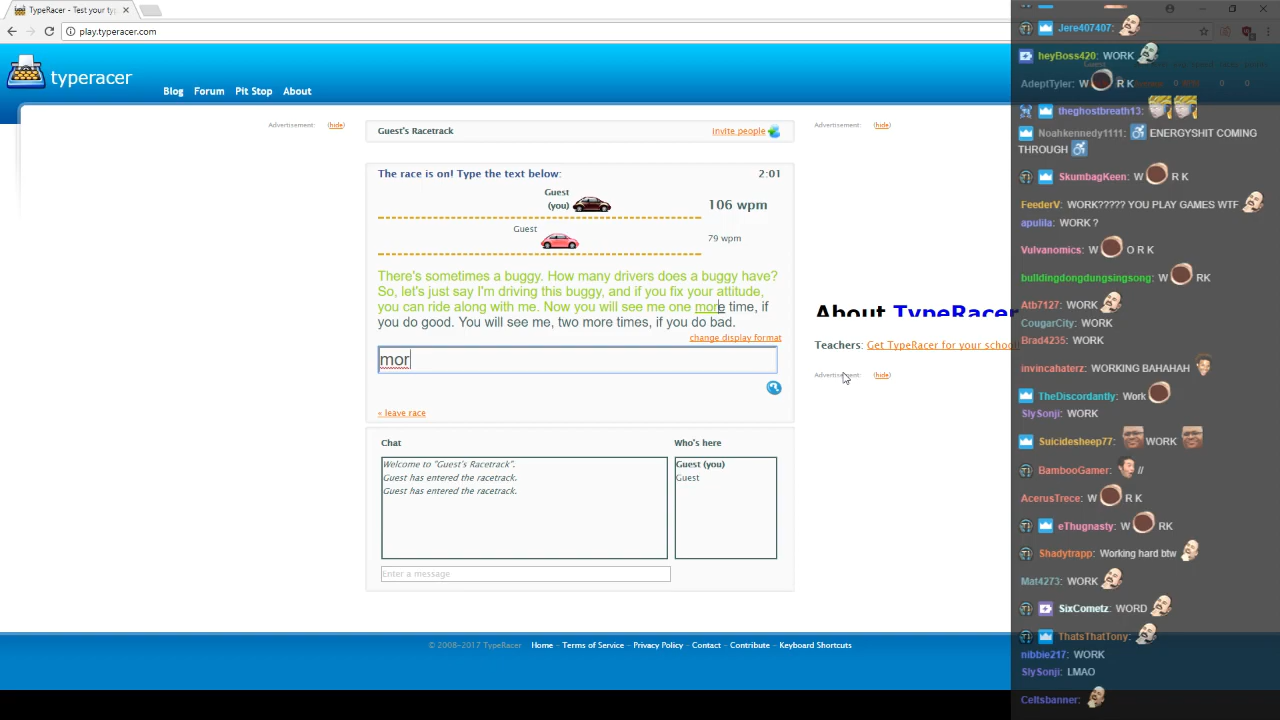 TypeRacer - Test your ty
play.typeracer.com
typeracer
Blog Forum Pit Stop About
Advertisement: (hide)
Guest's Racetrack
Invite people
Advertisement: (hide)
The race is on! Type the text below:
2:01
Guest
(you)
106 wpm
Guest
79 wpm
There's sometimes a buggy. How many drivers does a buggy have?
So, let's just say I'm driving this buggy, and if you fix your attitude,
you can ride along with me. Now you will see me one more time, if
you do good. You will see me, two more times, if you do bad.
change display format
mor
« leave race
About TypeRacer
Teachers: Get TypeRacer for your school!
Advertisement: (hide)
Chat
Who's here
Welcome to "Guest's Racetrack".
Guest has entered the racetrack.
Guest has entered the racetrack.
Guest (you)
Guest
Enter a message
© 2008-2017 TypeRacer Home - Terms of Service - Privacy Policy - Contact - Contribute - Keyboard Shortcuts
Jere407407:
heyBoss420: WORK
AdeptTyler: W R K
theghostbreath13:
Noahkennedy1111: ENERGYSHIT COMING
THROUGH
SkumbagKeen: W R K
FeederV: WORK????? YOU PLAY GAMES WTF
apulila: WORK ?
Vulvanomics: W O R K
buildingdongdungsingsong: W RK
Atb7127: WORK
CougarCity: WORK
Brad4235: WORK
invincahaterz: WORKING BAHAHAH
TheDiscordantly: Work
SlySonji: WORK
Suicidesheep77: WORK
BambooGamer: //
AcerusTrece: W R K
eThugnasty: W RK
Shadytrapp: Working hard btw
Mat4273: WORK
SixCometz: WORD
ThatsThatTony:
nibbie217: WORK
SlySonji: LMAO
Celtsbanner: